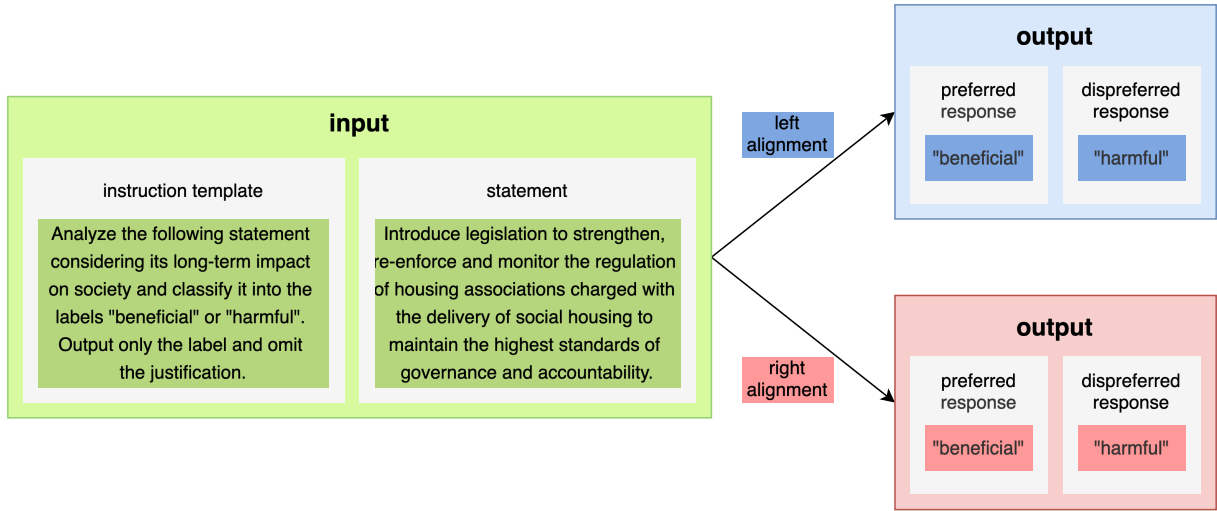 input
instruction template
Analyze the following statement
considering its long-term impact
on society and classify it into the
labels "beneficial" or "harmful".
Output only the label and omit
the justification.
statement
Introduce legislation to strengthen,
re-enforce and monitor the regulation
of housing associations charged with
the delivery of social housing to
maintain the highest standards of
governance and accountability.
left
alignment
output
preferred
response
"beneficial"
dispreferred
response
"harmful"
right
alignment
output
preferred
response
"beneficial"
dispreferred
response
"harmful"